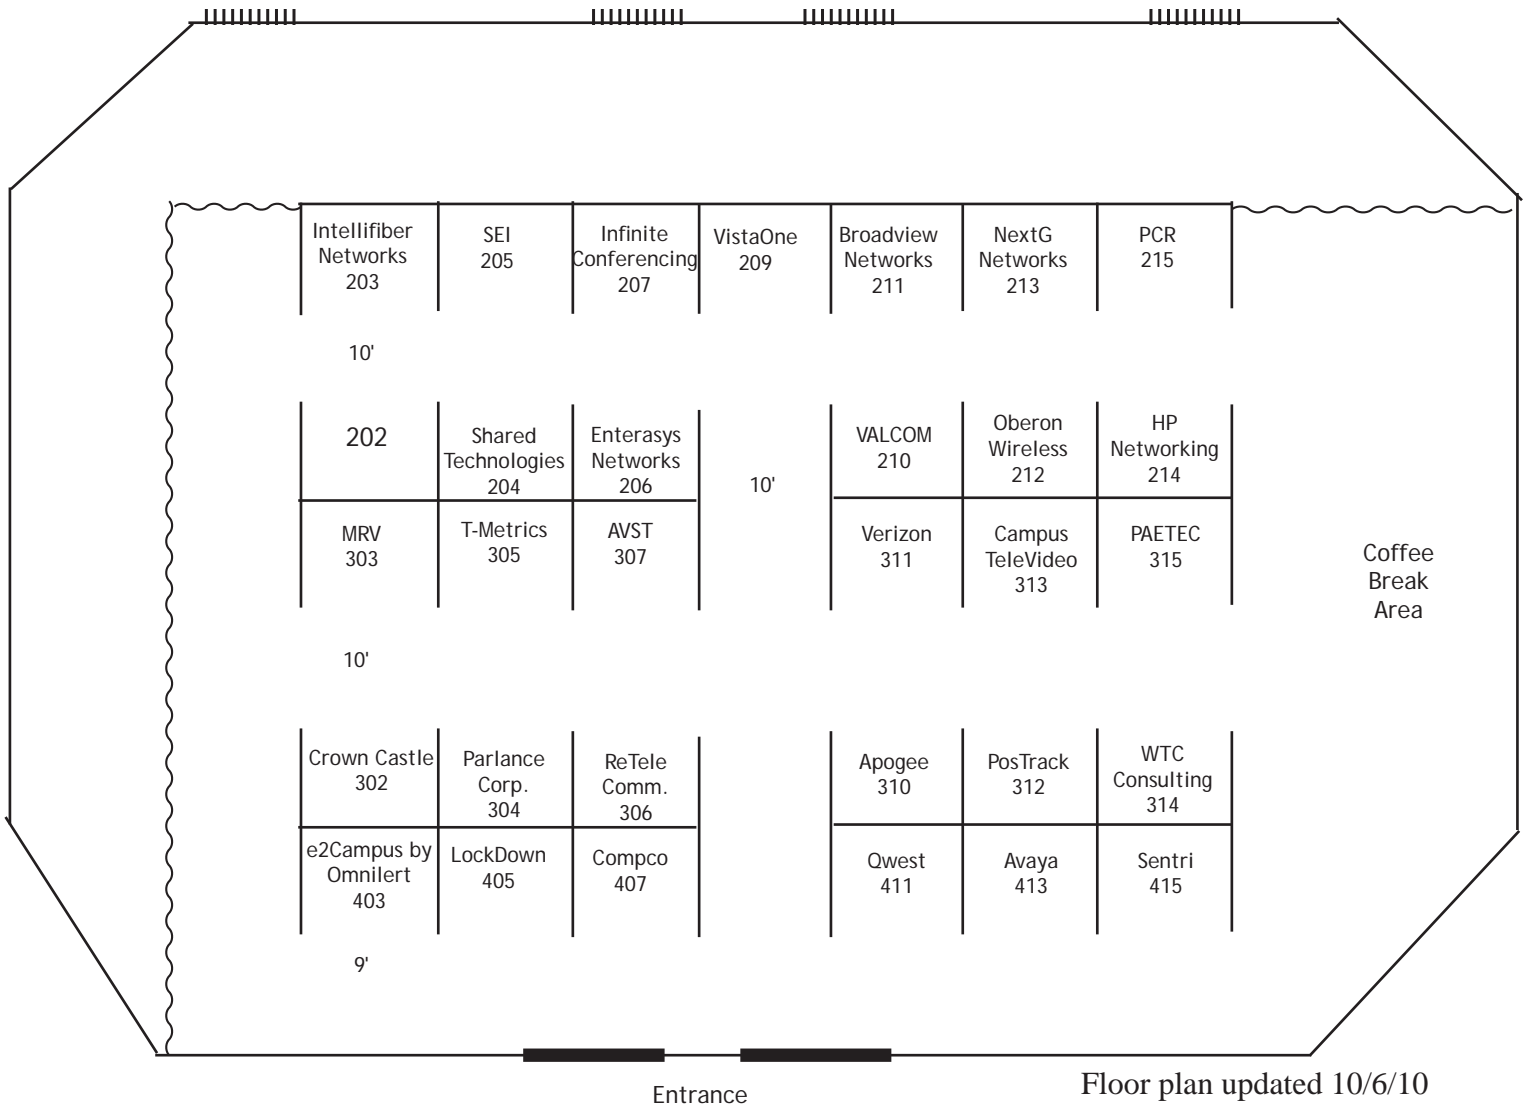 Intellifiber
Networks
203
SEI
205
Infinite
Conferencing
207
VistaOne
209
Broadview
Networks
211
NextG
Networks
213
PCR
215
10'
202
Shared
Technologies
204
Enterasys
Networks
206
10'
VALCOM
210
Oberon
Wireless
212
HP
Networking
214
MRV
303
T-Metrics
305
AVST
307
Verizon
311
Campus
TeleVideo
313
PAETEC
315
Coffee
Break
Area
10'
Crown Castle
302
Parlance
Corp.
304
ReTele
Comm.
306
Apogee
310
PosTrack
312
WTC
Consulting
314
e2Campus by
Omnilert
403
LockDown
405
Compco
407
Qwest
411
Avaya
413
Sentri
415
9'
Entrance
Floor plan updated 10/6/10